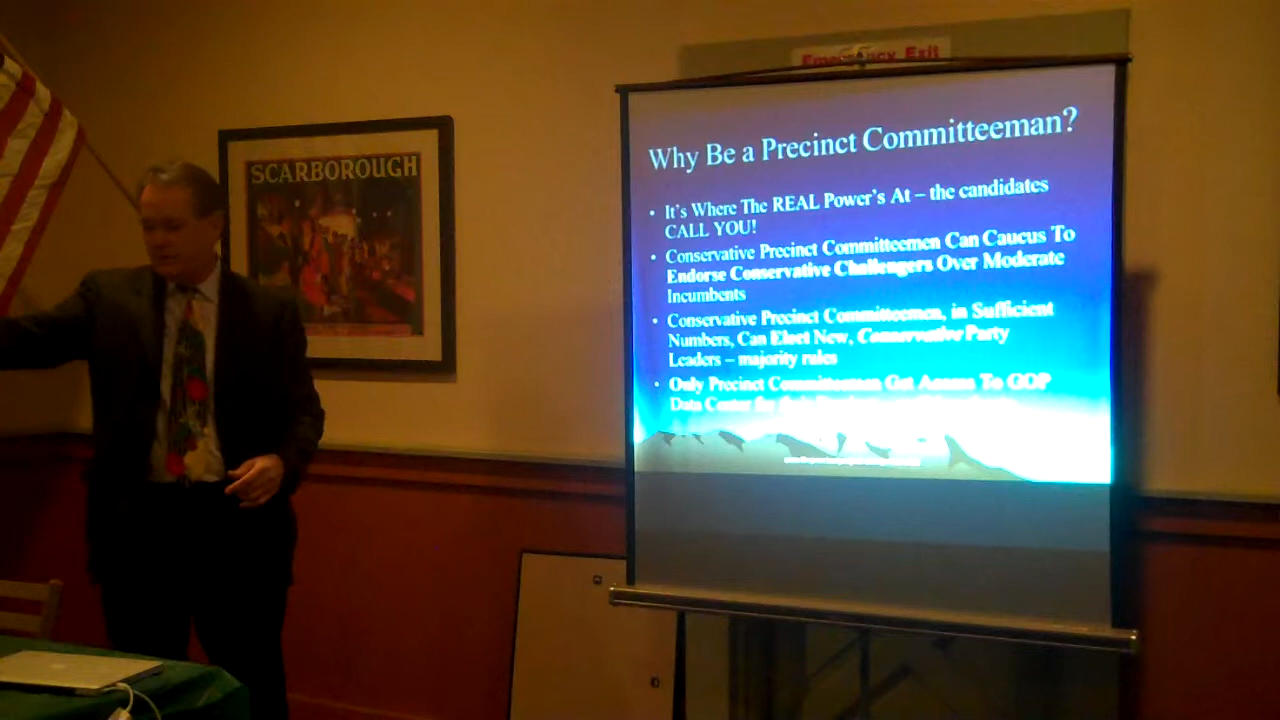 Emergency Exit
SCARBOROUGH
Why Be a Precinct Committeeman?
• It's Where The REAL Power's At – the candidates
CALL YOU!
• Conservative Precinct Committeemen Can Caucus To
Endorse Conservative Challengers Over Moderate
Incumbents
• Conservative Precinct Committeemen, in Sufficient
Numbers, Can Elect New, Conservative Party
Leaders – majority rules
• Only Precinct Committeemen Get Access To GOP
Data Center for